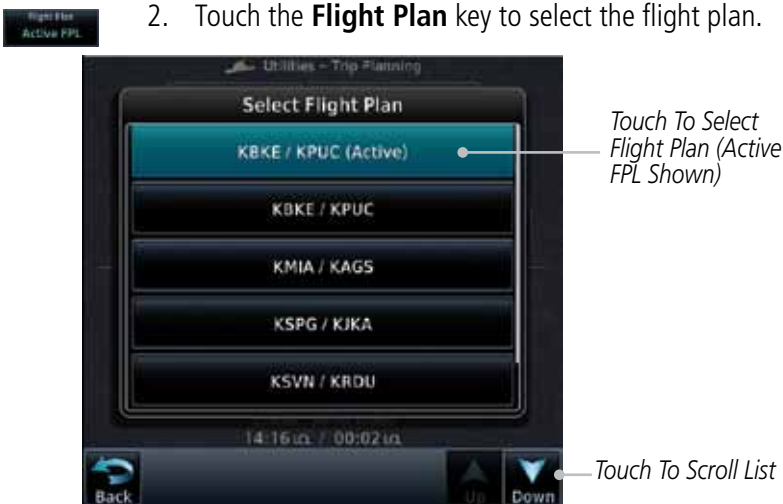 Flight Plan
Active FPL
2. Touch the Flight Plan key to select the flight plan.
Utilities – Trip Planning
Select Flight Plan
KBKE / KPUC (Active)
Touch To Select
Flight Plan (Active
FPL Shown)
KBKE / KPUC
KMIA / KAGS
KSPG / KJKA
KSVN / KRDU
14:16 / 00:02
Touch To Scroll List
Back
Up
Down